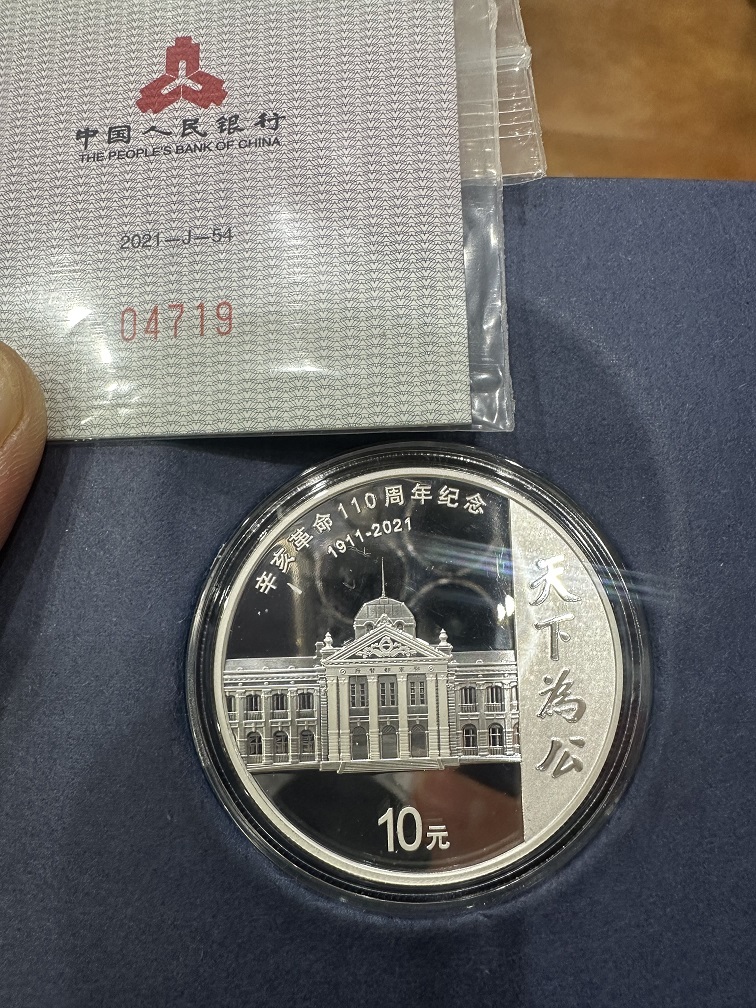 中国人民银行
THE PEOPLE'S BANK OF CHINA
2021-J-54
04719
辛亥革命110周年纪念
1911-2021
天下為公
10元